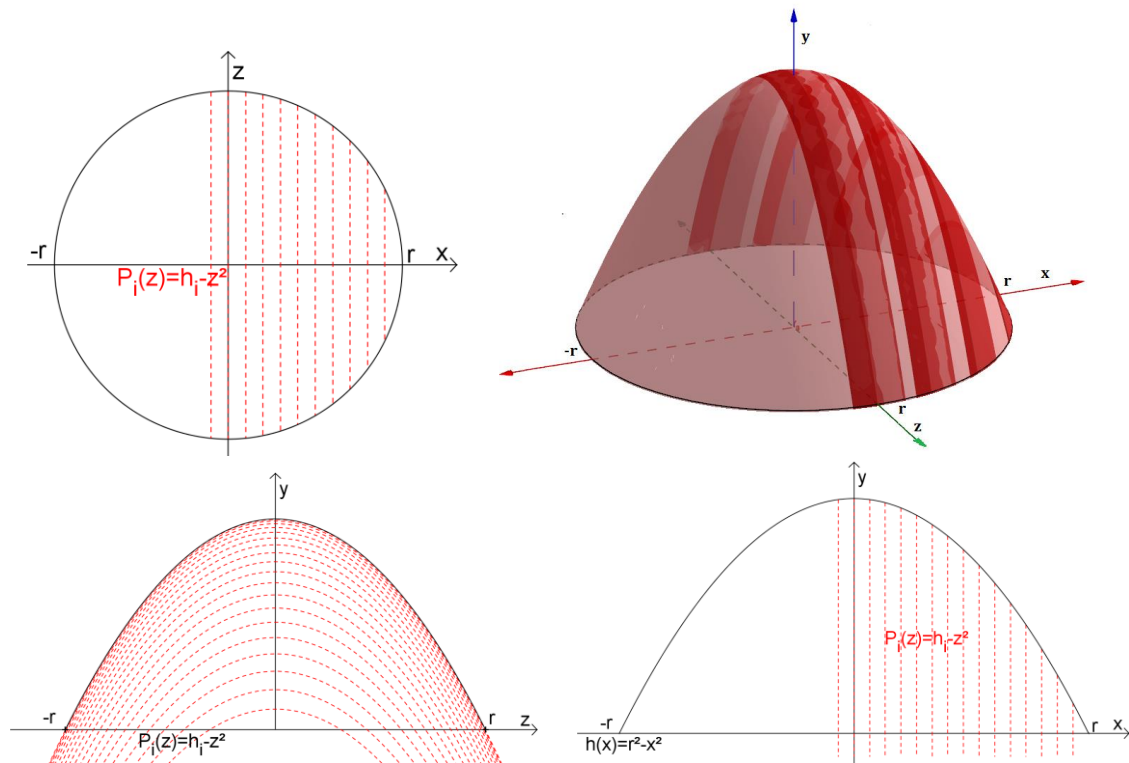 z
-r
r
x
Pᵢ(z)=hᵢ-z²
y
r
x
-r
r
z
y
-r
r
z
Pᵢ(z)=hᵢ-z²
y
Pᵢ(z)=hᵢ-z²
-r
r
x
h(x)=r²-x²